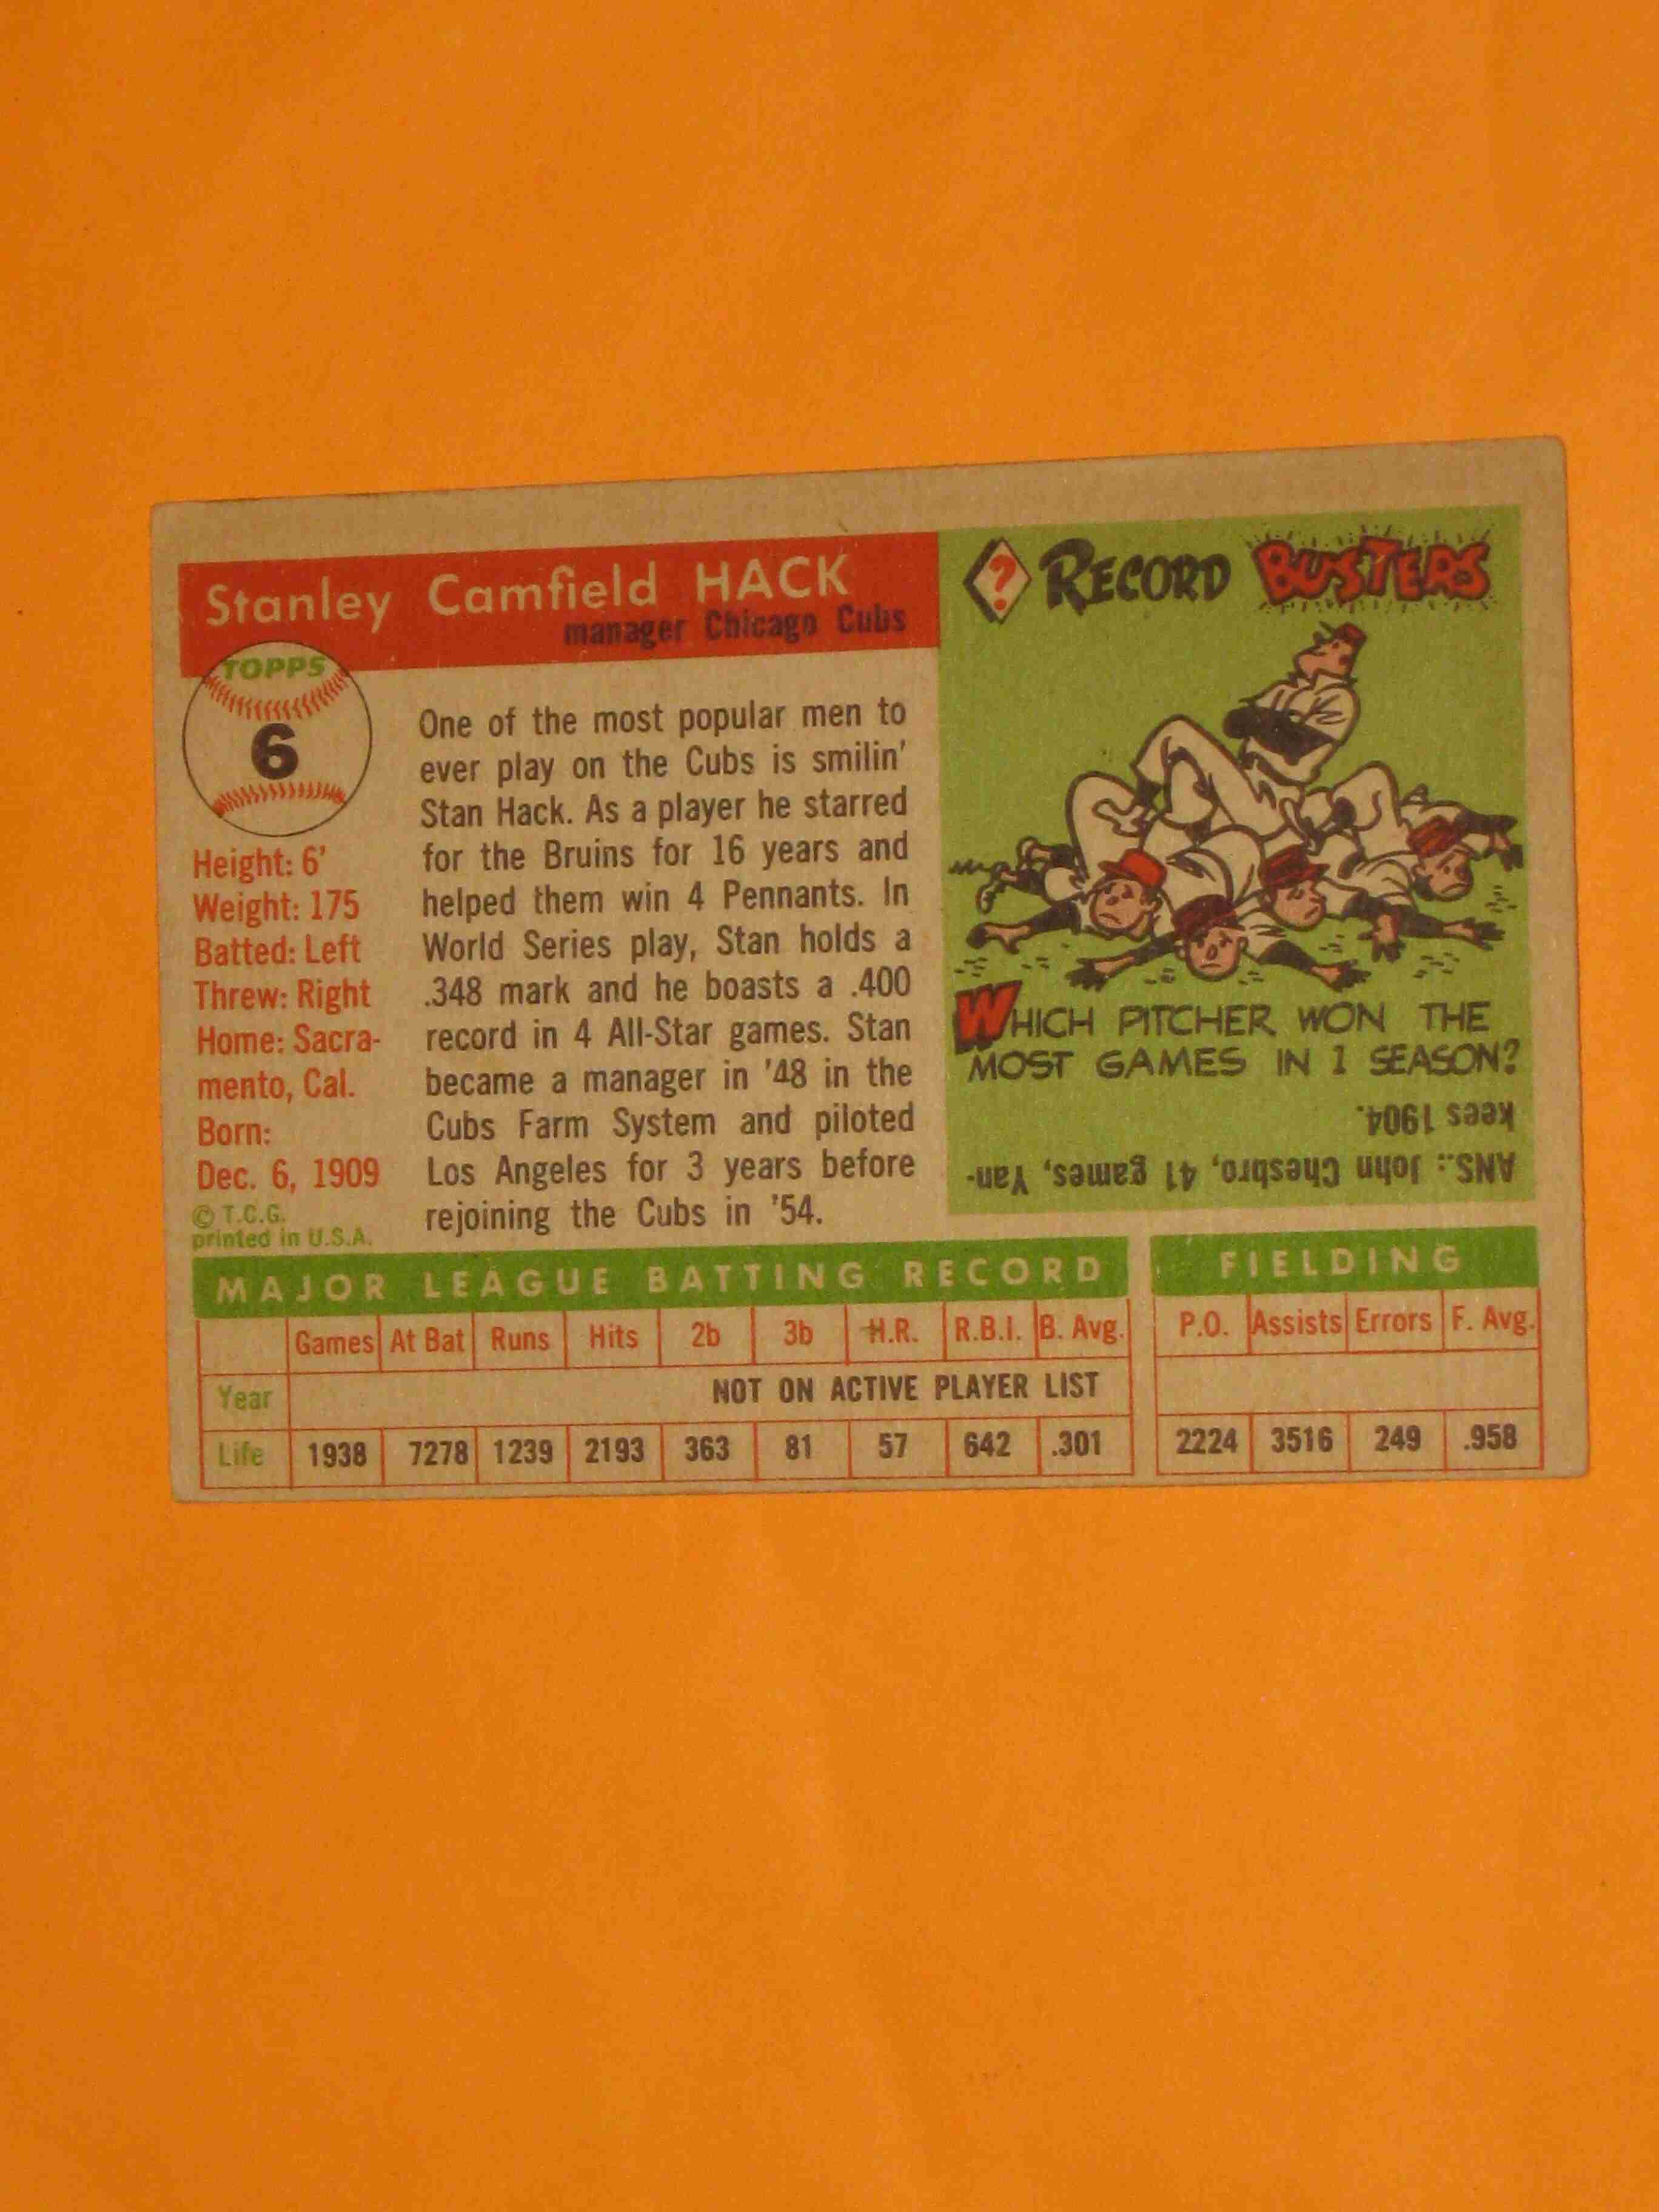 Stanley Camfield HACK
manager Chicago Cubs
TOPPS
6
Height: 6'
Weight: 175
Batted: Left
Threw: Right
Home: Sacra-
mento, Cal.
Born:
Dec. 6, 1909
© T.C.G.
printed in U.S.A.
One of the most popular men to
ever play on the Cubs is smilin'
Stan Hack. As a player he starred
for the Bruins for 16 years and
helped them win 4 Pennants. In
World Series play, Stan holds a
.348 mark and he boasts a .400
record in 4 All-Star games. Stan
became a manager in '48 in the
Cubs Farm System and piloted
Los Angeles for 3 years before
rejoining the Cubs in '54.
? RECORD BUSTERS
WHICH PITCHER WON THE
MOST GAMES IN 1 SEASON?
ANS.: John Chesbro, 41 games, Yan-
kees 1904.
MAJOR LEAGUE BATTING RECORD
Games At Bat Runs Hits 2b 3b H.R. R.B.I. B. Avg.
Year NOT ON ACTIVE PLAYER LIST
Life 1938 7278 1239 2193 363 81 57 642 .301
FIELDING
P.O. Assists Errors F. Avg.
2224 3516 249 .958